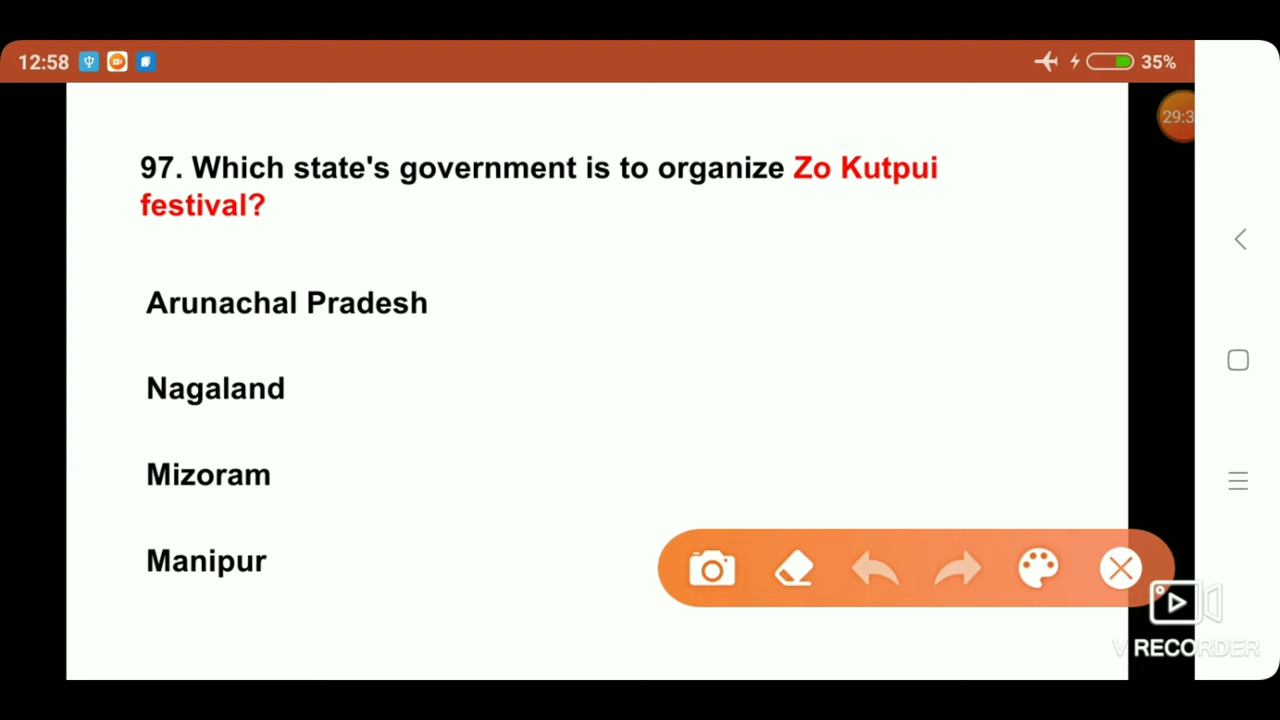 12:58
35%
29:3
97. Which state's government is to organize Zo Kutpui
festival?
Arunachal Pradesh
Nagaland
Mizoram
Manipur
V RECORDER